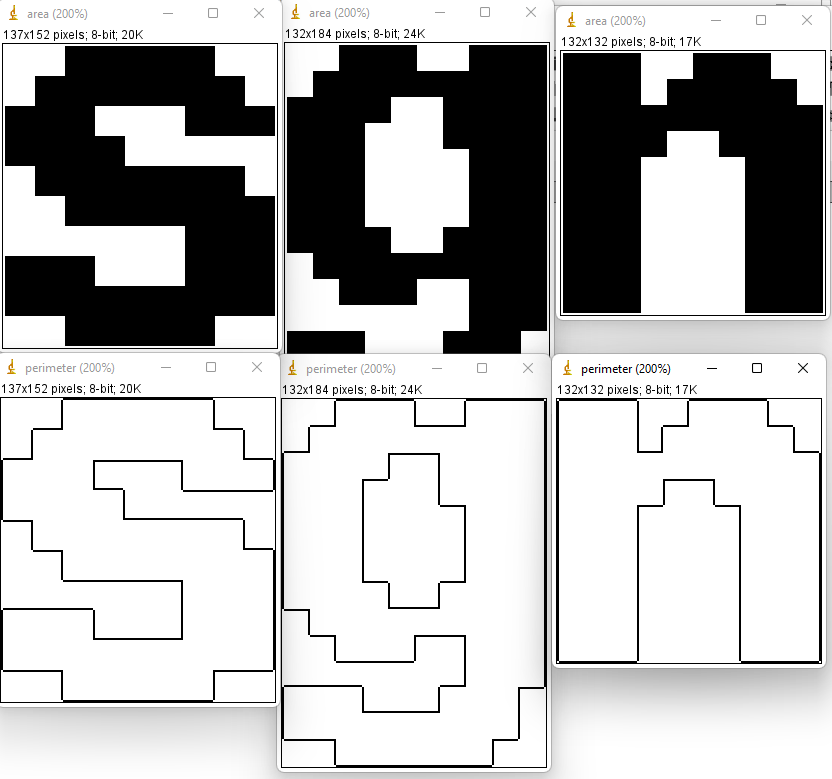 area (200%)
137x152 pixels; 8-bit; 20K
s
area (200%)
132x184 pixels; 8-bit; 24K
g
area (200%)
132x132 pixels; 8-bit; 17K
n
perimeter (200%)
137x152 pixels; 8-bit; 20K
s
perimeter (200%)
132x184 pixels; 8-bit; 24K
g
perimeter (200%)
132x132 pixels; 8-bit; 17K
n